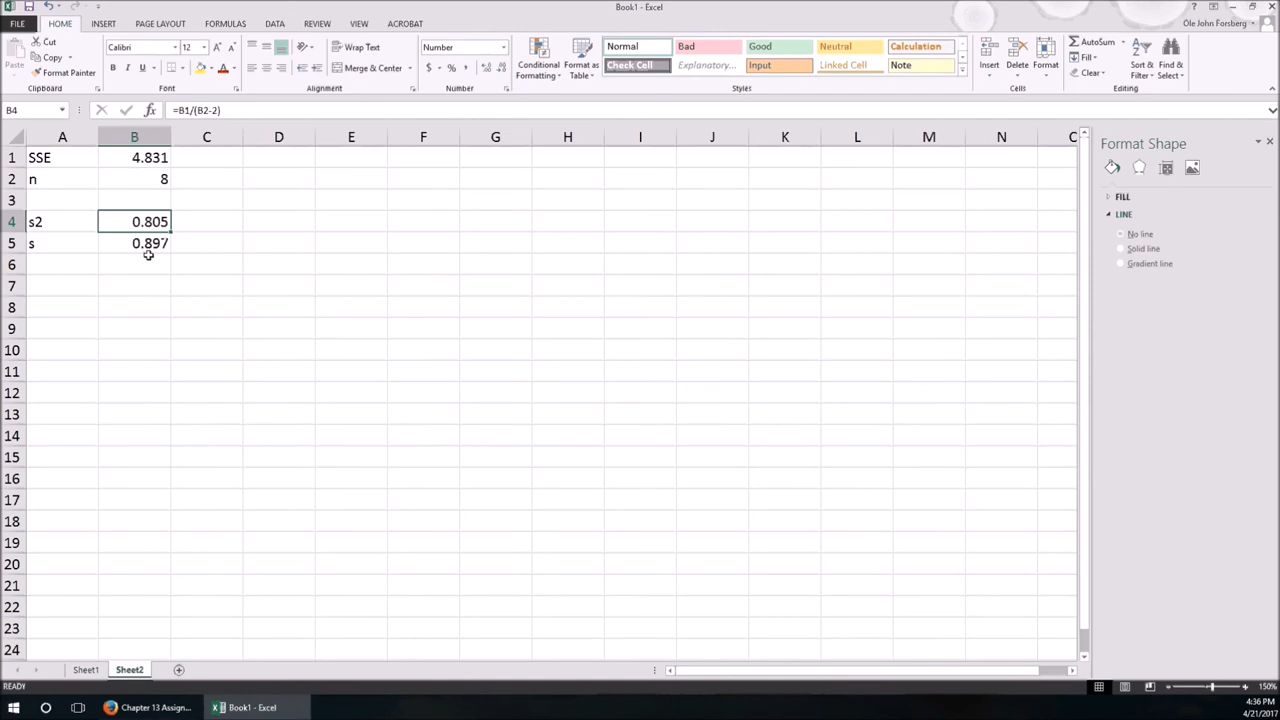 Book1 - Excel
FILE HOME INSERT PAGE LAYOUT FORMULAS DATA REVIEW VIEW ACROBAT Ole John Forsberg
Paste Cut Copy Format Painter Clipboard
Calibri 12 Font
Wrap Text Merge & Center Alignment
Number Number
Conditional Formatting Format as Table
Normal Bad Good Neutral Calculation
Check Cell Explanatory... Input Linked Cell Note
Styles
Insert Delete Format Cells
AutoSum Fill Clear Sort & Filter Find & Select Editing
B4 fx =B1/(B2-2)
A B C D E F G H I J K L M N
1 SSE 4.831
2 n 8
3
4 s2 0.805
5 s 0.897
6
7
8
9
10
11
12
13
14
15
16
17
18
19
20
21
22
23
24
Format Shape
FILL
LINE
No line
Solid line
Gradient line
Sheet1 Sheet2
READY 150%
Chapter 13 Assign... Book1 - Excel 4:36 PM
4/21/2017